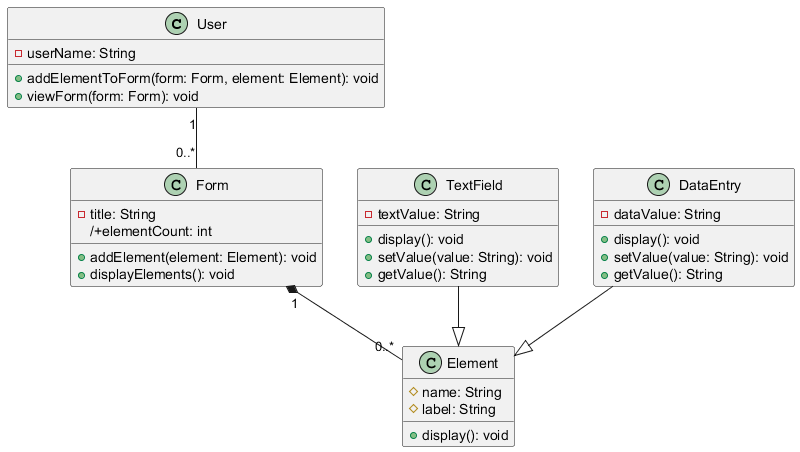 C User
userName: String
addElementToForm(form: Form, element: Element): void
viewForm(form: Form): void
1
0..*
C Form
title: String
/+elementCount: int
addElement(element: Element): void
displayElements(): void
C TextField
textValue: String
display(): void
setValue(value: String): void
getValue(): String
C DataEntry
dataValue: String
display(): void
setValue(value: String): void
getValue(): String
1
0..*
C Element
name: String
label: String
display(): void